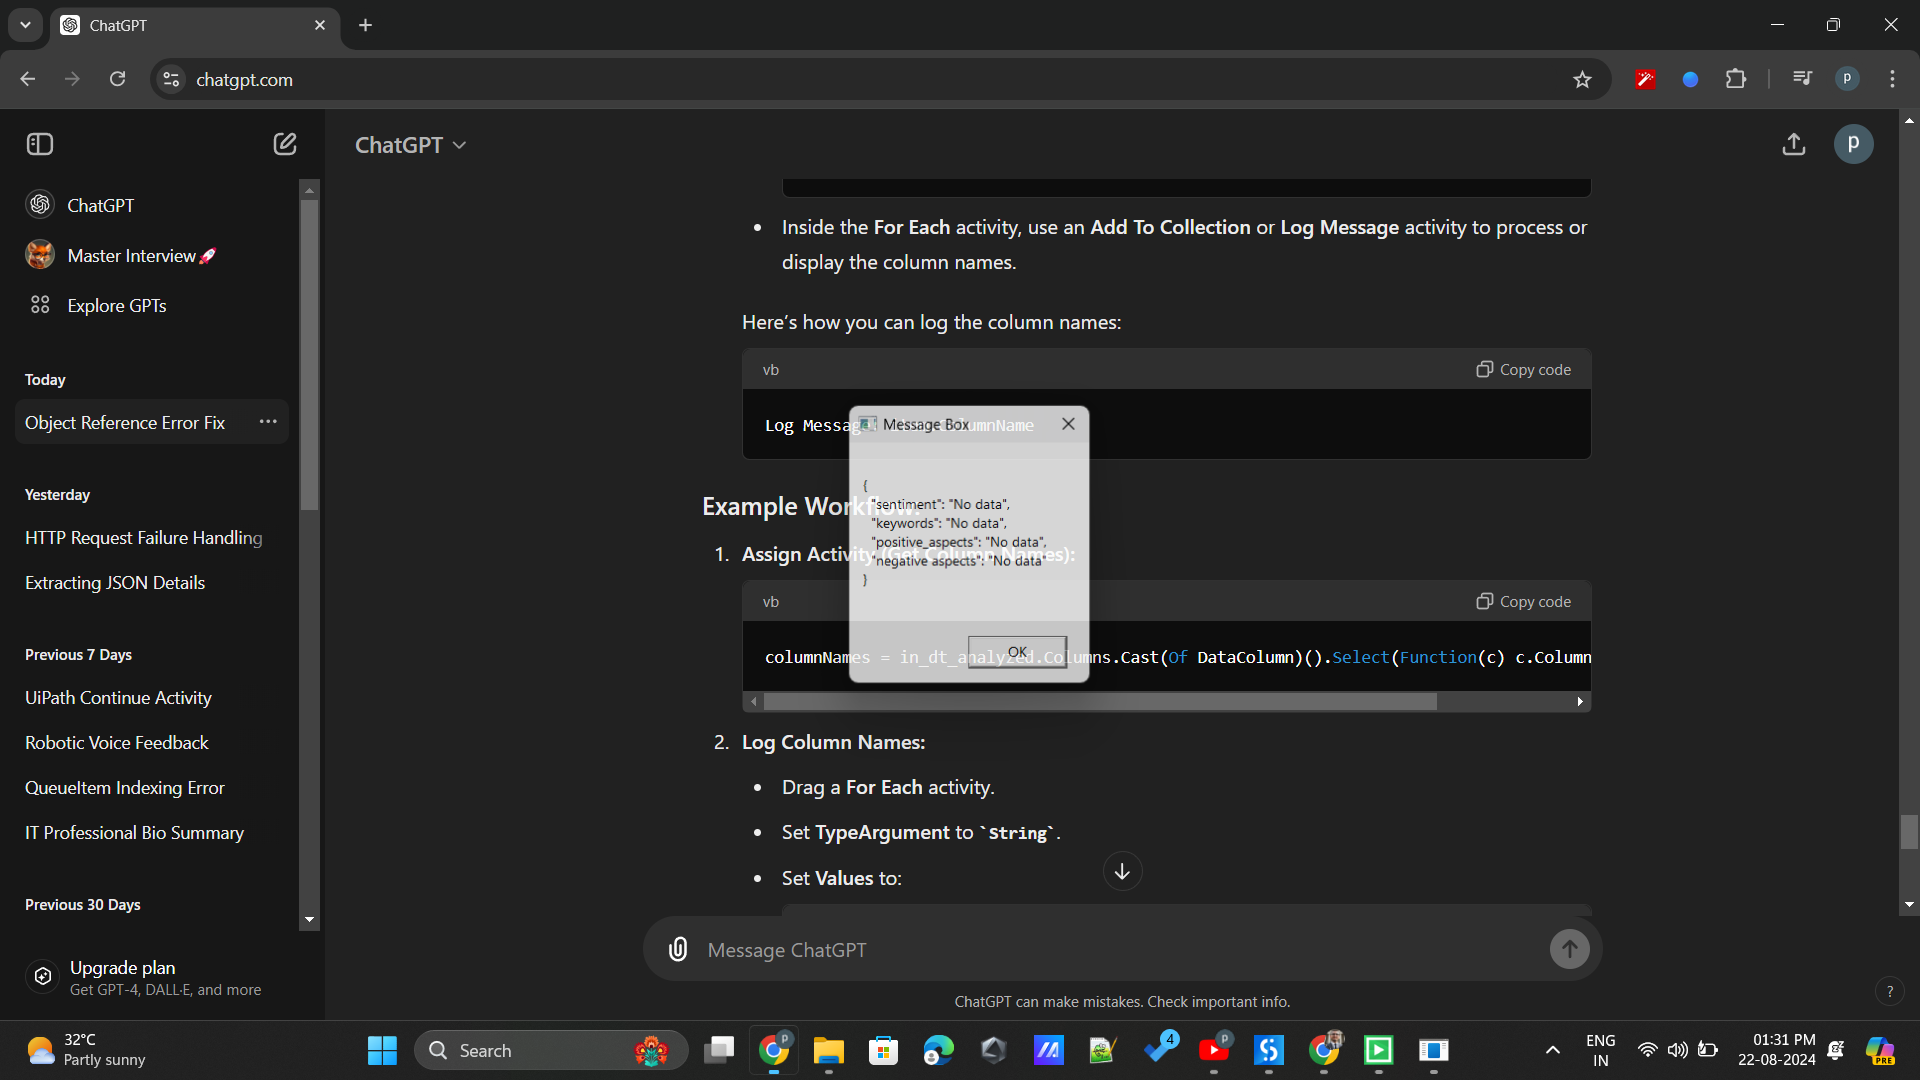 ChatGPT
chatgpt.com
p
ChatGPT
p
ChatGPT
Master Interview🚀
Explore GPTs
Today
Object Reference Error Fix
Yesterday
HTTP Request Failure Handling
Extracting JSON Details
Previous 7 Days
UiPath Continue Activity
Robotic Voice Feedback
QueueItem Indexing Error
IT Professional Bio Summary
Previous 30 Days
Upgrade plan
Get GPT-4, DALL·E, and more
• Inside the For Each activity, use an Add To Collection or Log Message activity to process or
display the column names.
Here's how you can log the column names:
vb
Copy code
Log Message: columnName
Example Workflow:
1. Assign Activity (Get Column Names):
vb
Copy code
columnNames = in_dt_analyzed.Columns.Cast(Of DataColumn)().Select(Function(c) c.Column
2. Log Column Names:
• Drag a For Each activity.
• Set TypeArgument to `String`.
• Set Values to:
Message Box
{
"sentiment": "No data",
"keywords": "No data",
"positive_aspects": "No data",
"negative aspects": "No data"
}
OK
Message ChatGPT
ChatGPT can make mistakes. Check important info.
?
32°C
Partly sunny
Search
P
4
P
PRE
ENG
IN
01:31 PM
22-08-2024